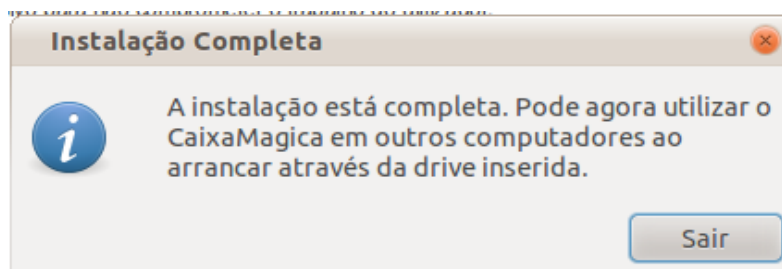 Instalação Completa
A instalação está completa. Pode agora utilizar o
CaixaMagica em outros computadores ao
arrancar através da drive inserida.
Sair